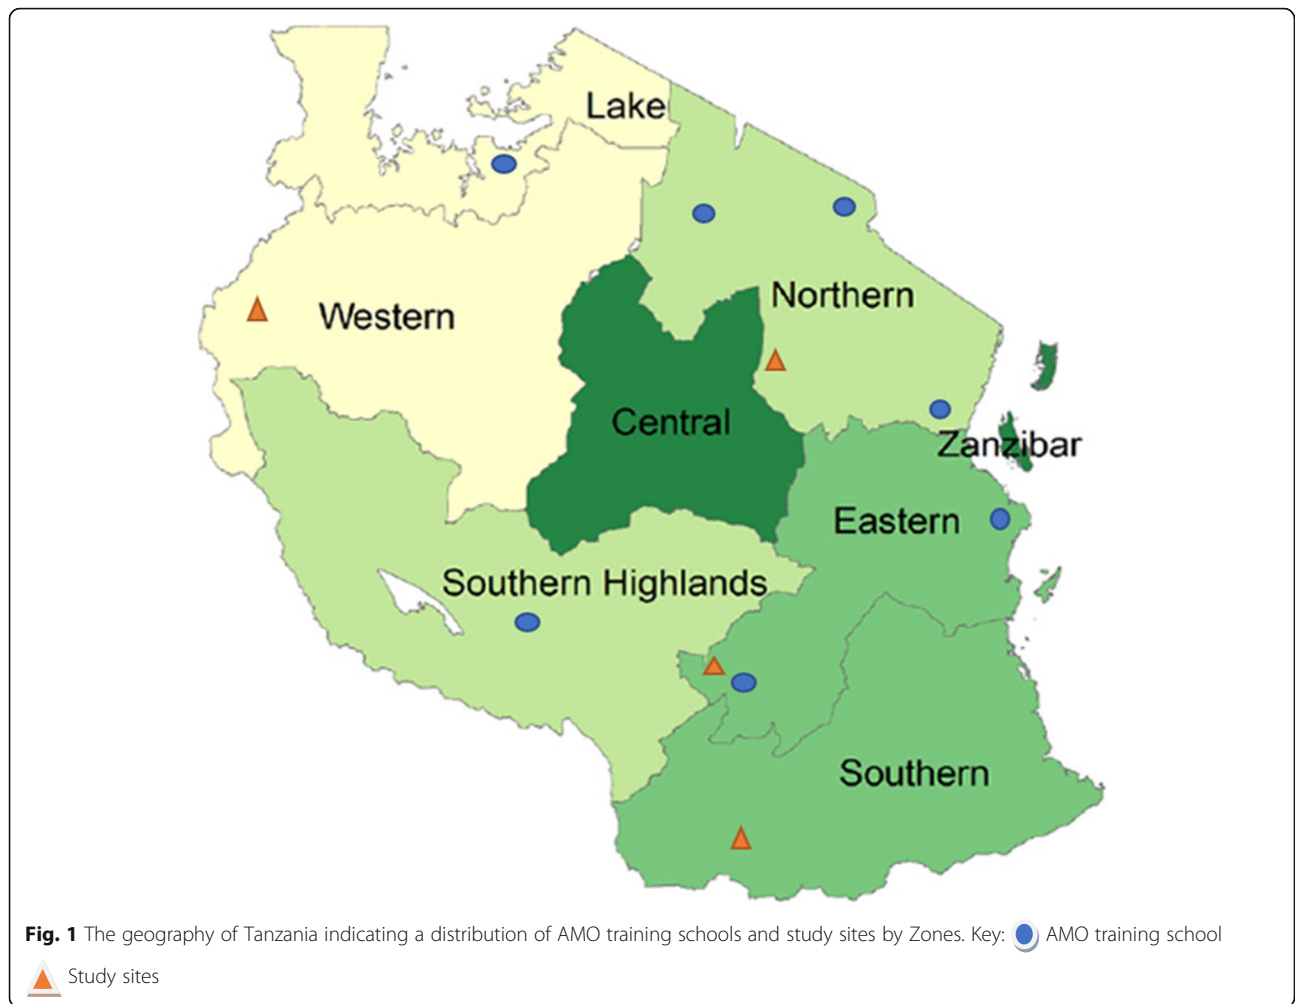 Lake
Western
Northern
Central
Zanzibar
Eastern
Southern Highlands
Southern
Fig. 1 The geography of Tanzania indicating a distribution of AMO training schools and study sites by Zones. Key: AMO training school
Study sites